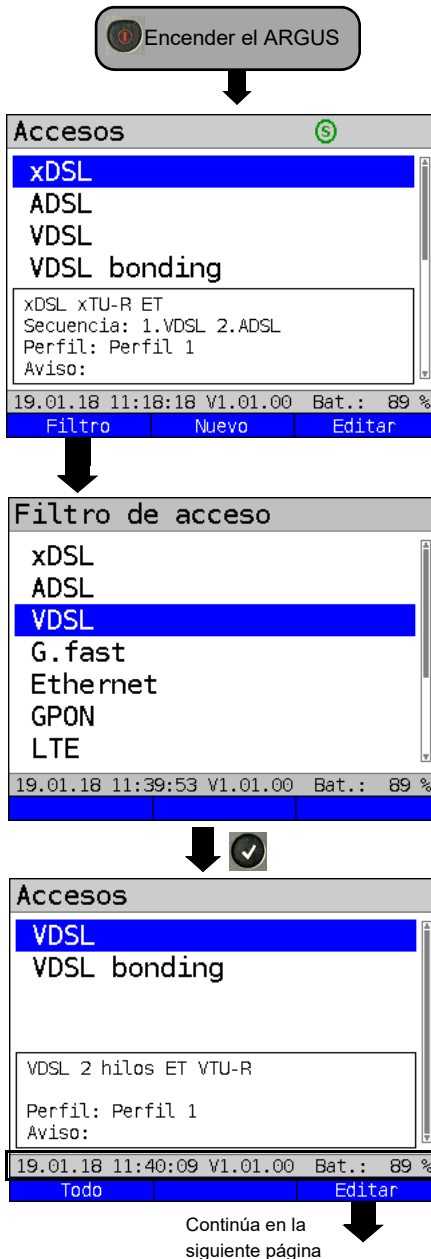 Encender el ARGUS
Accesos S
xDSL
ADSL
VDSL
VDSL bonding
xDSL xTU-R ET
Secuencia: 1.VDSL 2.ADSL
Perfil: Perfil 1
Aviso:
19.01.18 11:18:18 V1.01.00 Bat.: 89 %
Filtro Nuevo Editar
Filtro de acceso
xDSL
ADSL
VDSL
G.fast
Ethernet
GPON
LTE
19.01.18 11:39:53 V1.01.00 Bat.: 89 %
Accesos
VDSL
VDSL bonding
VDSL 2 hilos ET VTU-R
Perfil: Perfil 1
Aviso:
19.01.18 11:40:09 V1.01.00 Bat.: 89 %
Todo Editar
Continúa en la
siguiente página